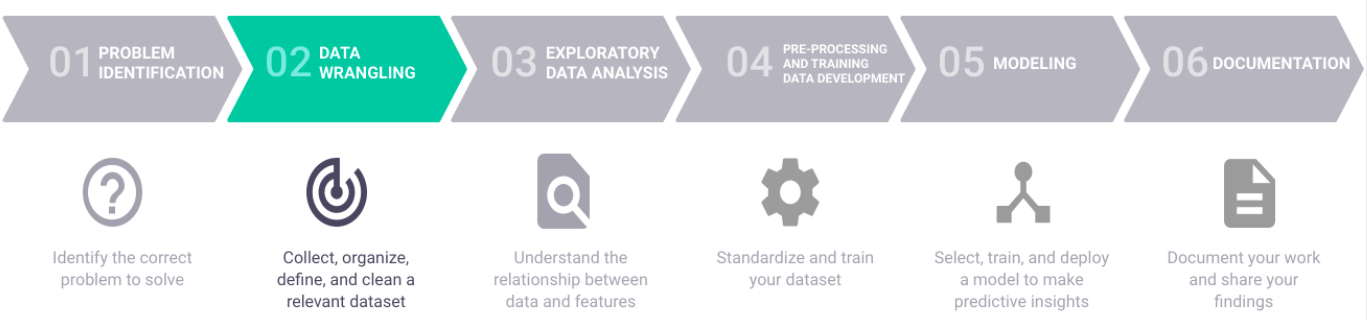 01 PROBLEM
IDENTIFICATION
02 DATA
WRANGLING
03 EXPLORATORY
DATA ANALYSIS
04 PRE-PROCESSING
AND TRAINING
DATA DEVELOPMENT
05 MODELING
06 DOCUMENTATION
Identify the correct
problem to solve
Collect, organize,
define, and clean a
relevant dataset
Understand the
relationship between
data and features
Standardize and train
your dataset
Select, train, and deploy
a model to make
predictive insights
Document your work
and share your
findings